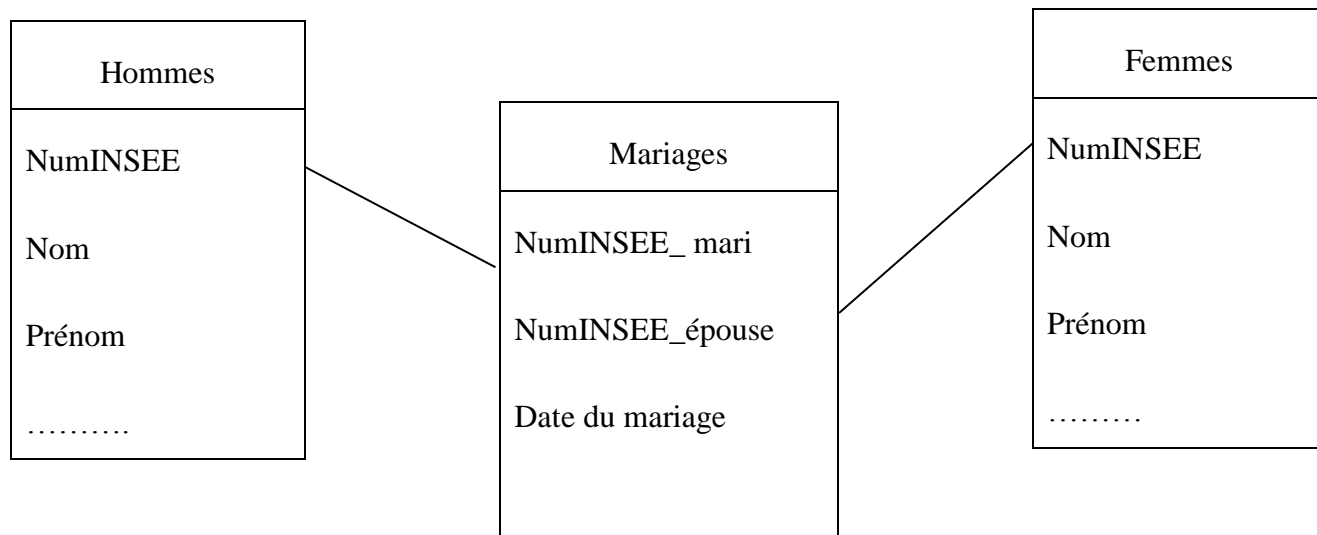 Hommes
NumINSEE
Nom
Prénom
……….
Mariages
NumINSEE_ mari
NumINSEE_épouse
Date du mariage
Femmes
NumINSEE
Nom
Prénom
………